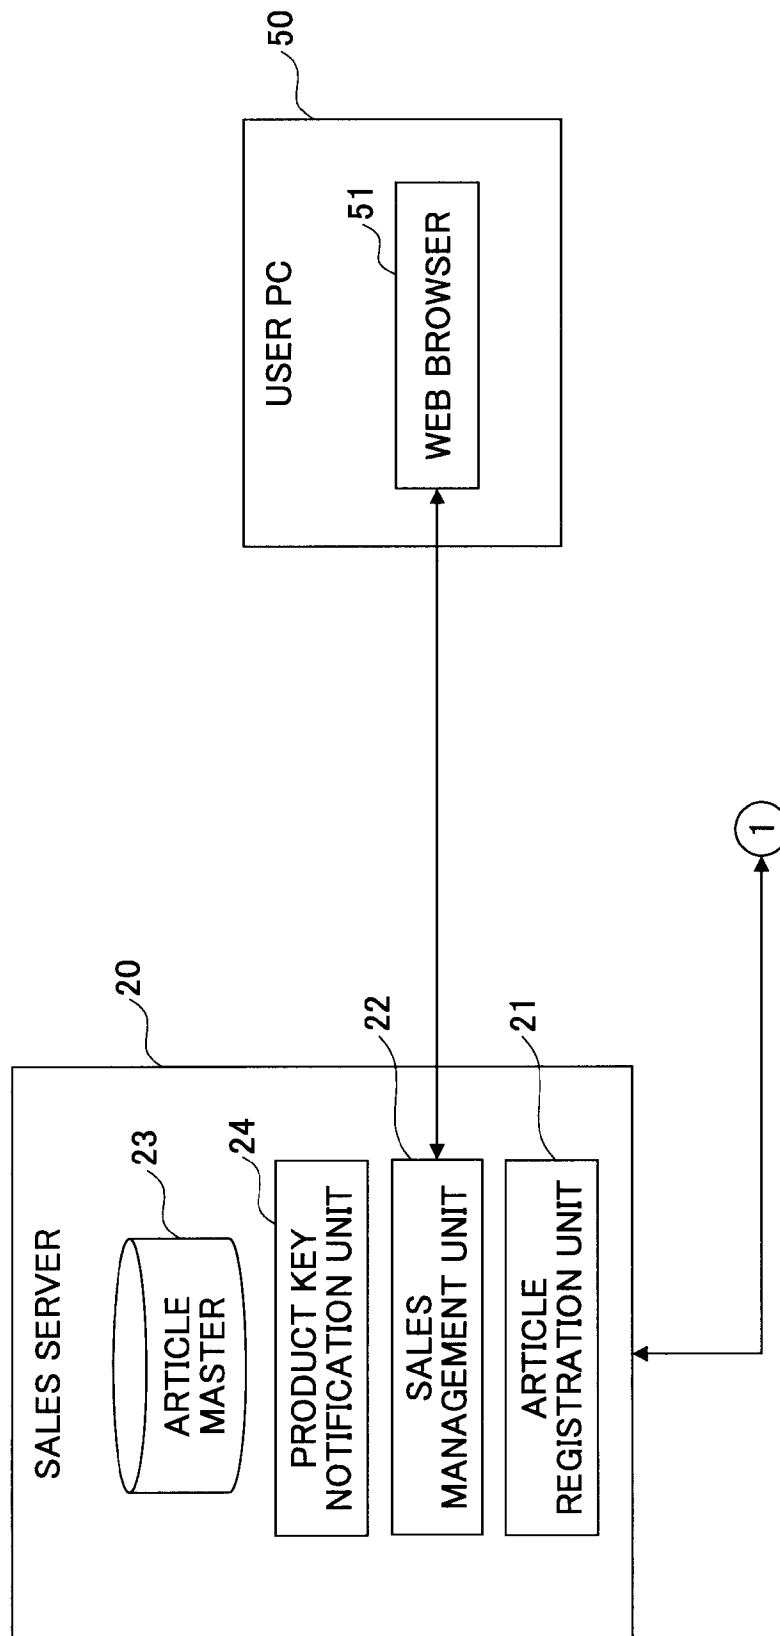 SALES SERVER
20
ARTICLE
MASTER
23
PRODUCT KEY
NOTIFICATION UNIT
24
SALES
MANAGEMENT UNIT
22
ARTICLE
REGISTRATION UNIT
21
USER PC
50
WEB BROWSER
51
1